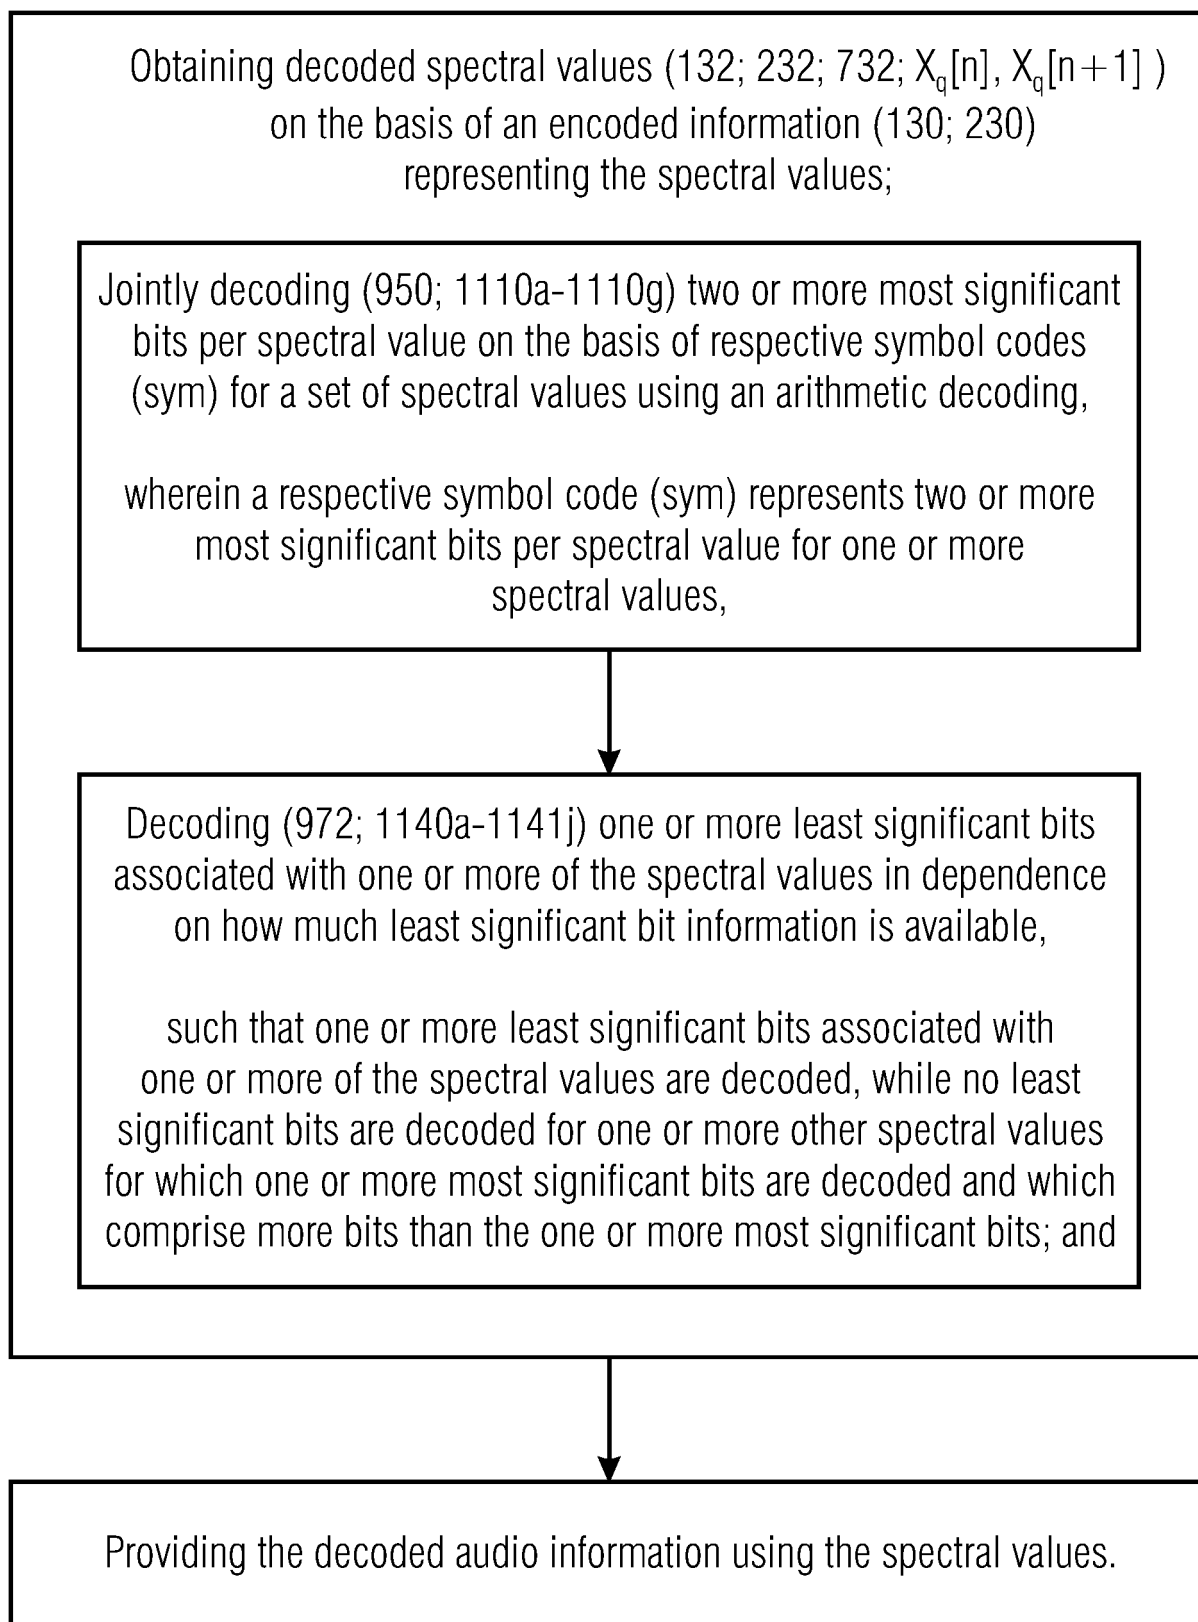 Obtaining decoded spectral values (132; 232; 732; Xq[n], Xq[n+1] )
on the basis of an encoded information (130; 230)
representing the spectral values;
Jointly decoding (950; 1110a-1110g) two or more most significant
bits per spectral value on the basis of respective symbol codes
(sym) for a set of spectral values using an arithmetic decoding,
wherein a respective symbol code (sym) represents two or more
most significant bits per spectral value for one or more
spectral values,
Decoding (972; 1140a-1141j) one or more least significant bits
associated with one or more of the spectral values in dependence
on how much least significant bit information is available,
such that one or more least significant bits associated with
one or more of the spectral values are decoded, while no least
significant bits are decoded for one or more other spectral values
for which one or more most significant bits are decoded and which
comprise more bits than the one or more most significant bits; and
Providing the decoded audio information using the spectral values.